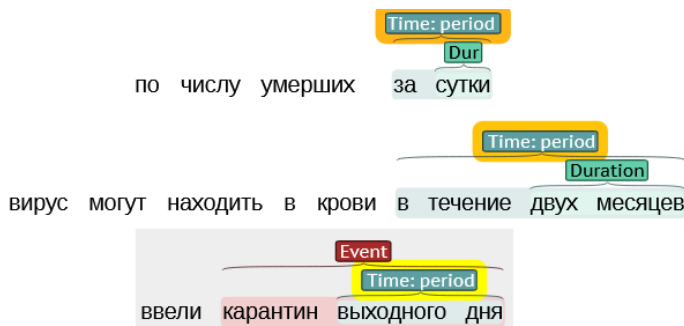 Time: period
Dur
по числу умерших за сутки
Time: period
Duration
вирус могут находить в крови в течение двух месяцев
Event
Time: period
ввели карантин выходного дня